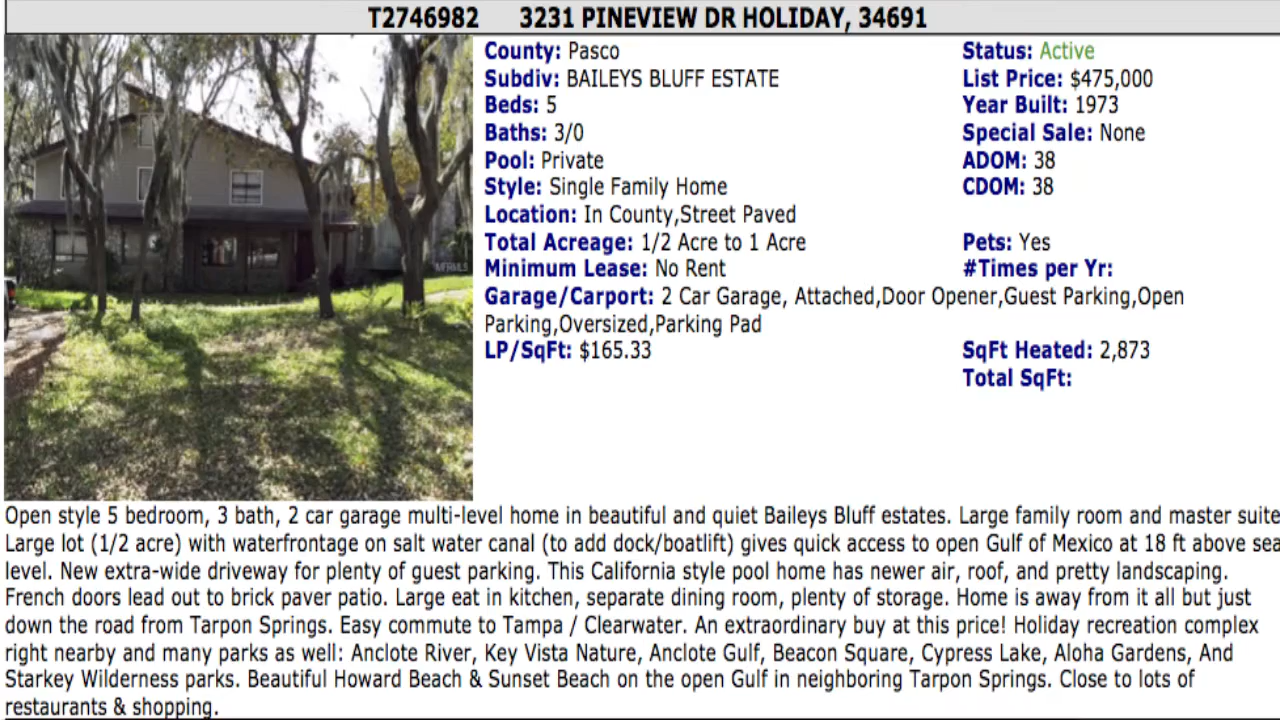 T2746982 3231 PINEVIEW DR HOLIDAY, 34691
County: Pasco Status: Active
Subdiv: BAILEYS BLUFF ESTATE List Price: $475,000
Beds: 5 Year Built: 1973
Baths: 3/0 Special Sale: None
Pool: Private ADOM: 38
Style: Single Family Home CDOM: 38
Location: In County,Street Paved
Total Acreage: 1/2 Acre to 1 Acre Pets: Yes
Minimum Lease: No Rent #Times per Yr:
Garage/Carport: 2 Car Garage, Attached,Door Opener,Guest Parking,Open
Parking,Oversized,Parking Pad
LP/SqFt: $165.33 SqFt Heated: 2,873
Total SqFt:
MFRMLS
Open style 5 bedroom, 3 bath, 2 car garage multi-level home in beautiful and quiet Baileys Bluff estates. Large family room and master suite
Large lot (1/2 acre) with waterfrontage on salt water canal (to add dock/boatlift) gives quick access to open Gulf of Mexico at 18 ft above sea
level. New extra-wide driveway for plenty of guest parking. This California style pool home has newer air, roof, and pretty landscaping.
French doors lead out to brick paver patio. Large eat in kitchen, separate dining room, plenty of storage. Home is away from it all but just
down the road from Tarpon Springs. Easy commute to Tampa / Clearwater. An extraordinary buy at this price! Holiday recreation complex
right nearby and many parks as well: Anclote River, Key Vista Nature, Anclote Gulf, Beacon Square, Cypress Lake, Aloha Gardens, And
Starkey Wilderness parks. Beautiful Howard Beach & Sunset Beach on the open Gulf in neighboring Tarpon Springs. Close to lots of
restaurants & shopping.